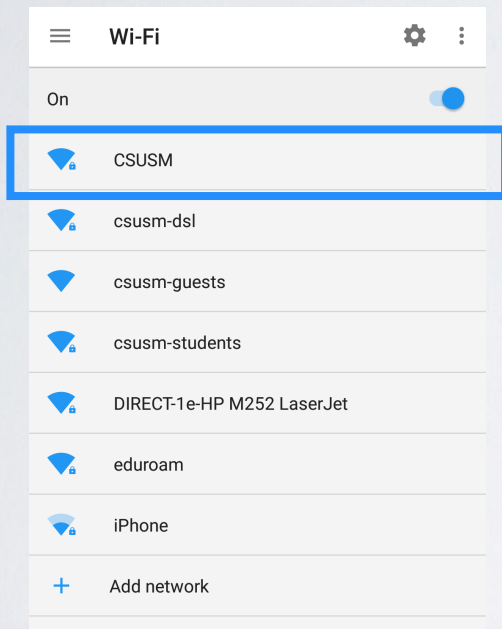 Wi-Fi
On
CSUSM
csusm-dsl
csusm-guests
csusm-students
DIRECT-1e-HP M252 LaserJet
eduroam
iPhone
Add network